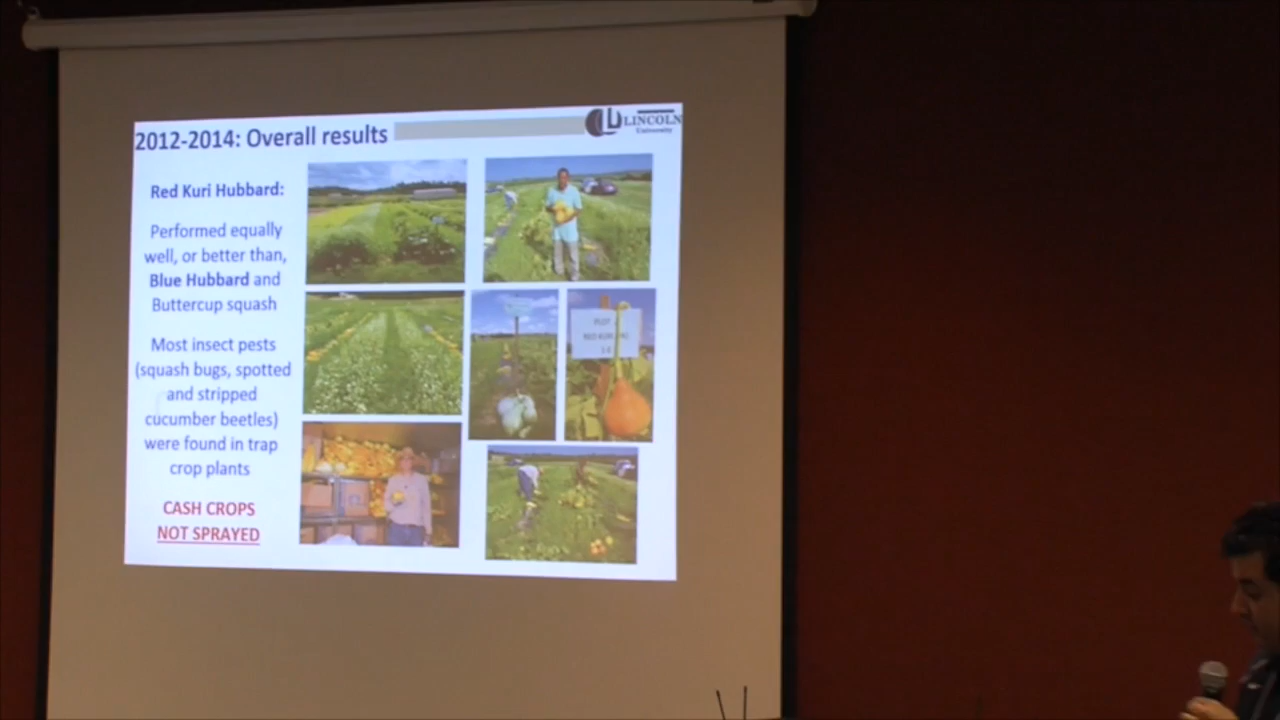 2012-2014: Overall results
LINCOLN
University
Red Kuri Hubbard:
Performed equally
well, or better than,
Blue Hubbard and
Buttercup squash
Most insect pests
(squash bugs, spotted
and stripped
cucumber beetles)
were found in trap
crop plants
CASH CROPS
NOT SPRAYED